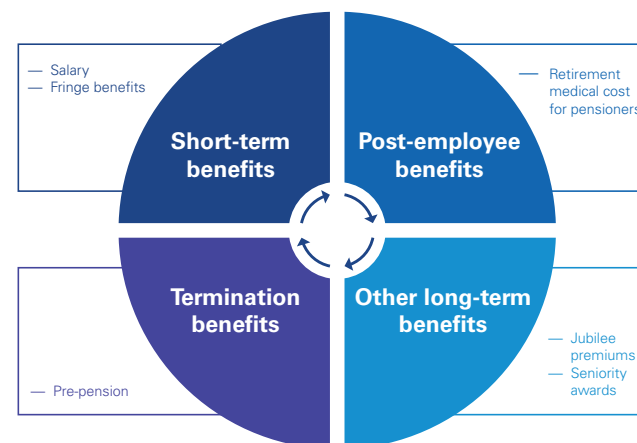 — Salary
— Fringe benefits
— Retirement
medical cost
for pensioners
Short-term
benefits
Post-employee
benefits
Termination
benefits
Other long-term
benefits
— Pre-pension
— Jubilee
premiums
— Seniority
awards